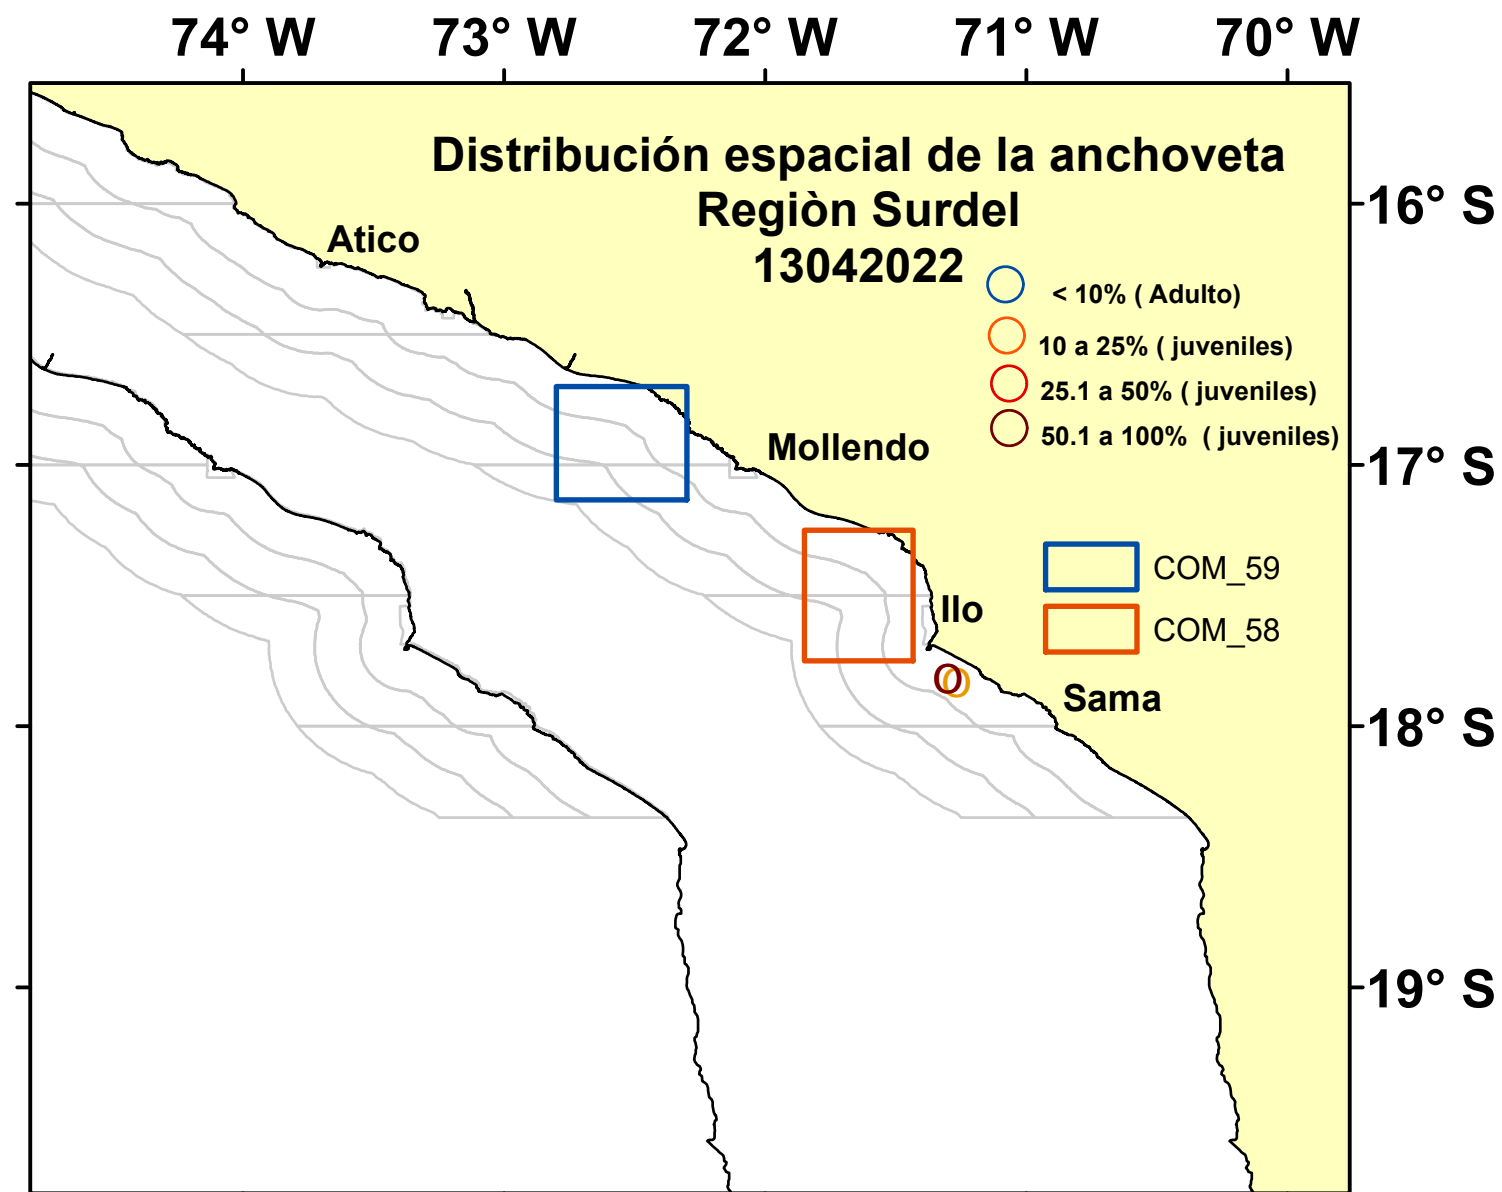 74° W 73° W 72° W 71° W 70° W
Distribución espacial de la anchoveta
Regiòn Surdel
13042022
16° S
Atico
< 10% ( Adulto)
10 a 25% ( juveniles)
25.1 a 50% ( juveniles)
50.1 a 100% ( juveniles)
Mollendo
17° S
COM_59
Ilo
COM_58
Sama
18° S
19° S